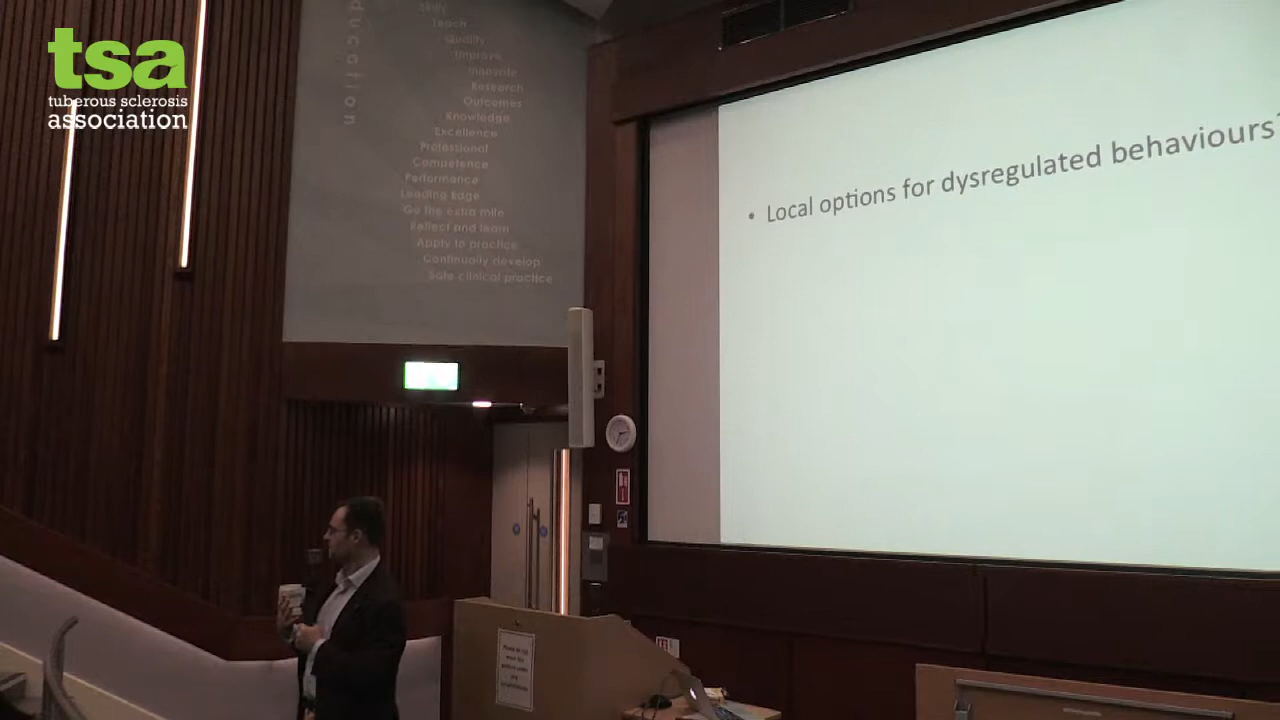 tsa
tuberous sclerosis
association
ducation
Skills
Teach
Quality
Improve
Innovate
Research
Outcomes
Knowledge
Excellence
Professional
Competence
Performance
Leading Edge
Go the extra mile
Reflect and learn
Apply to practice
Continually develop
Safe clinical practice
• Local options for dysregulated behaviours?